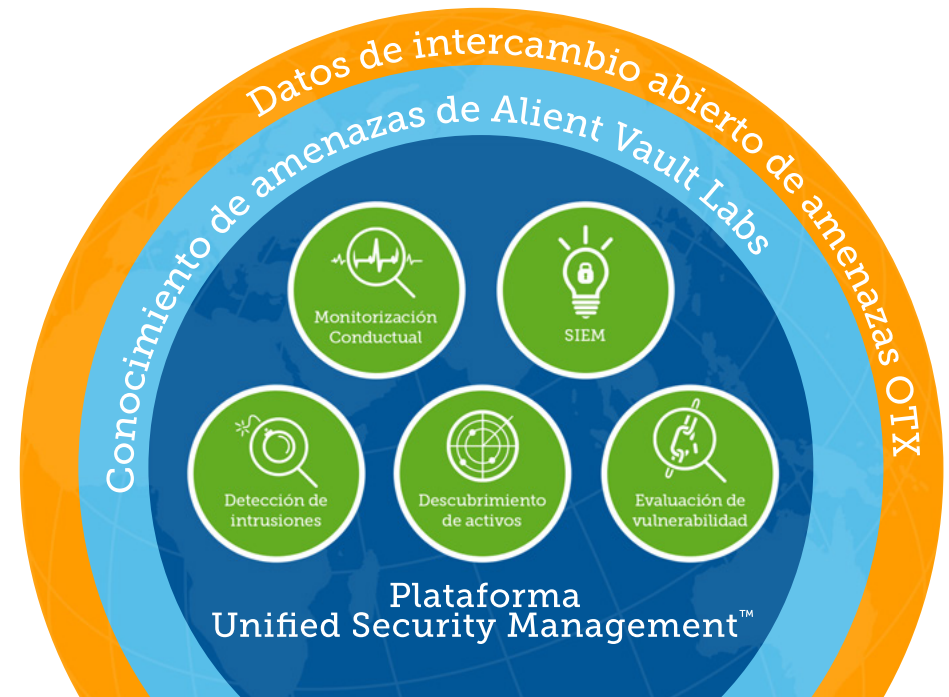 Datos de intercambio abierto de amenazas OTX
Conocimiento de amenazas de Alient Vault Labs
Monitorización
Conductual
SIEM
Detección de
intrusiones
Descubrimiento
de activos
Evaluación de
vulnerabilidad
Plataforma
Unified Security Management™